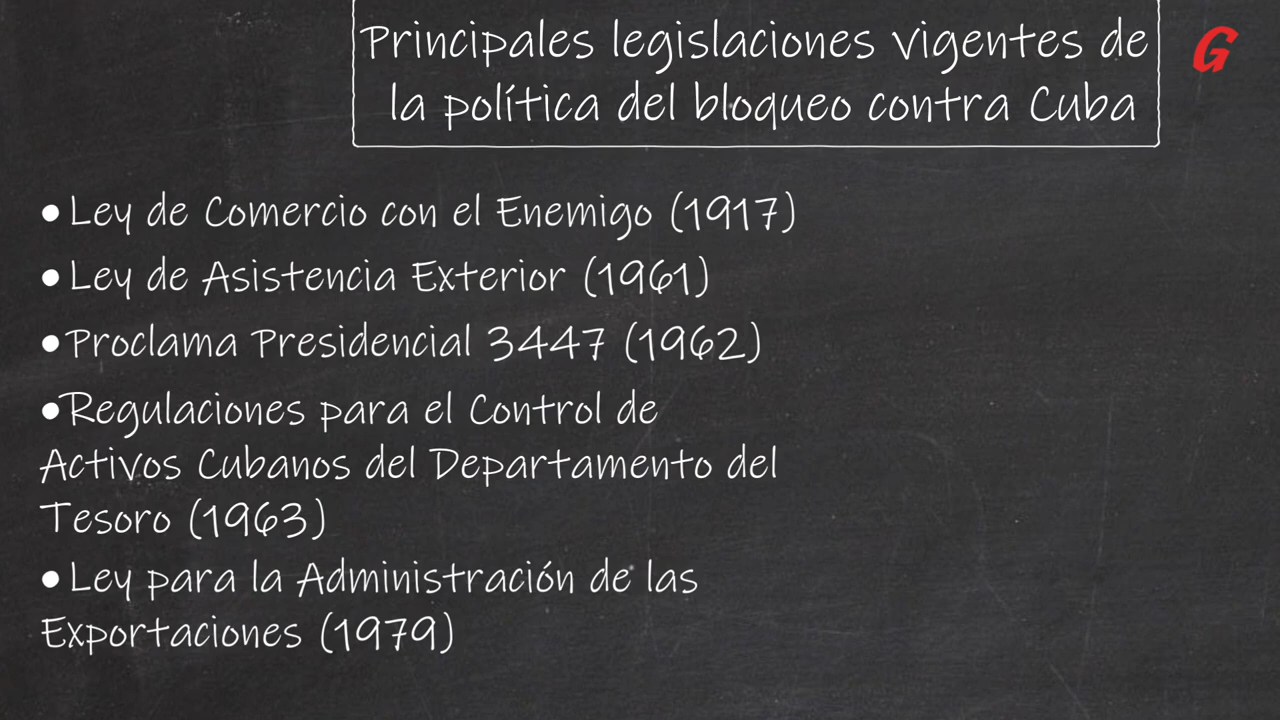 Principales legislaciones vigentes de
la política del bloqueo contra Cuba
G
• Ley de Comercio con el Enemigo (1917)
• Ley de Asistencia Exterior (1961)
• Proclama Presidencial 3447 (1962)
• Regulaciones para el Control de
Activos Cubanos del Departamento del
Tesoro (1963)
• Ley para la Administración de las
Exportaciones (1979)